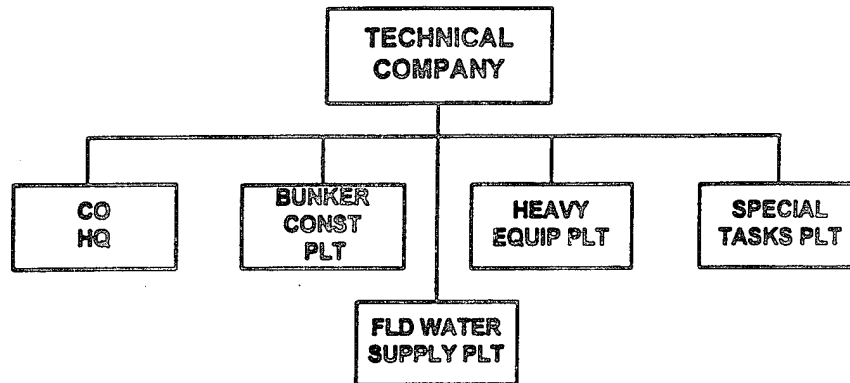 TECHNICAL
COMPANY
CO
HQ
BUNKER
CONST
PLT
HEAVY
EQUIP PLT
SPECIAL
TASKS PLT
FLD WATER
SUPPLY PLT